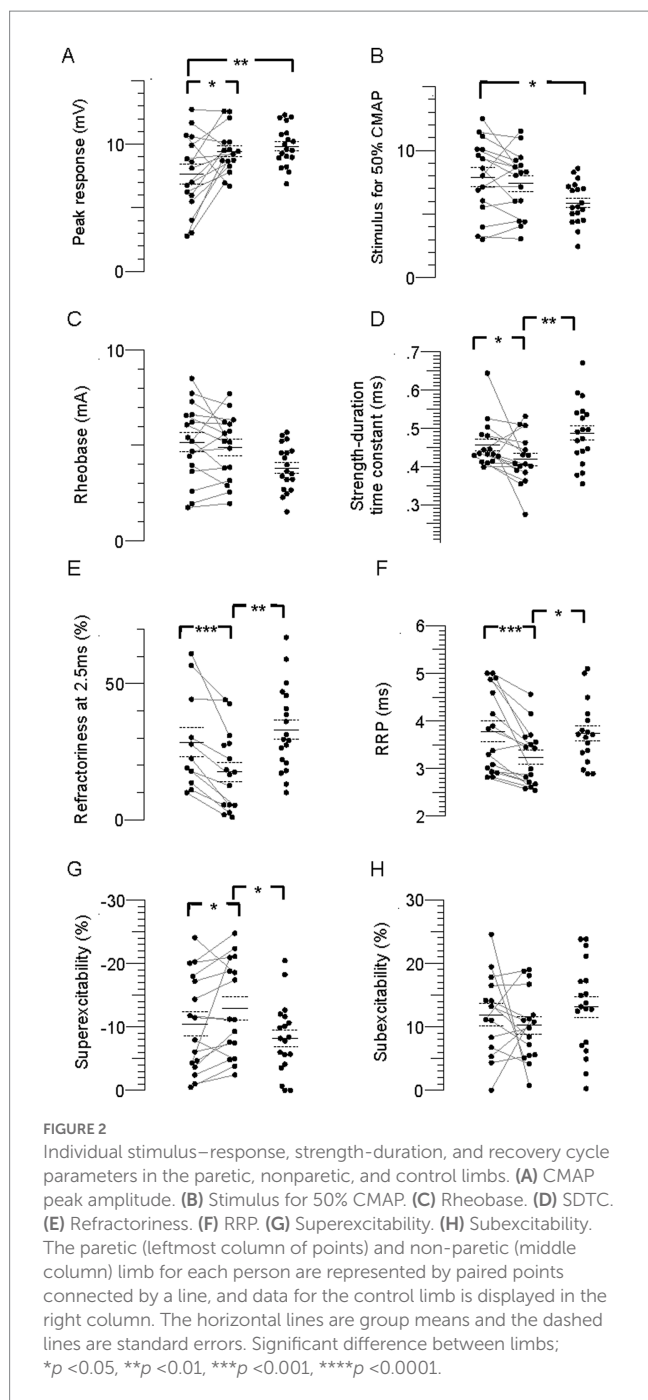 A
**
*
Peak response (mV)
10
0
B
*
Stimulus for 50% CMAP
10
0
C
Rheobase (mA)
10
0
D
*
**
Strength-duration
time constant (ms)
.7
.6
.5
.4
.3
E
***
**
Refractoriness at 2.5ms (%)
50
0
F
***
*
RRP (ms)
6
5
4
3
2
G
*
*
Superexcitability (%)
-30
-20
-10
0
H
Subexcitability (%)
30
20
10
0
FIGURE 2
Individual stimulus–response, strength-duration, and recovery cycle
parameters in the paretic, nonparetic, and control limbs. (A) CMAP
peak amplitude. (B) Stimulus for 50% CMAP. (C) Rheobase. (D) SDTC.
(E) Refractoriness. (F) RRP. (G) Superexcitability. (H) Subexcitability.
The paretic (leftmost column of points) and non-paretic (middle
column) limb for each person are represented by paired points
connected by a line, and data for the control limb is displayed in the
right column. The horizontal lines are group means and the dashed
lines are standard errors. Significant difference between limbs;
*p <0.05, **p <0.01, ***p <0.001, ****p <0.0001.